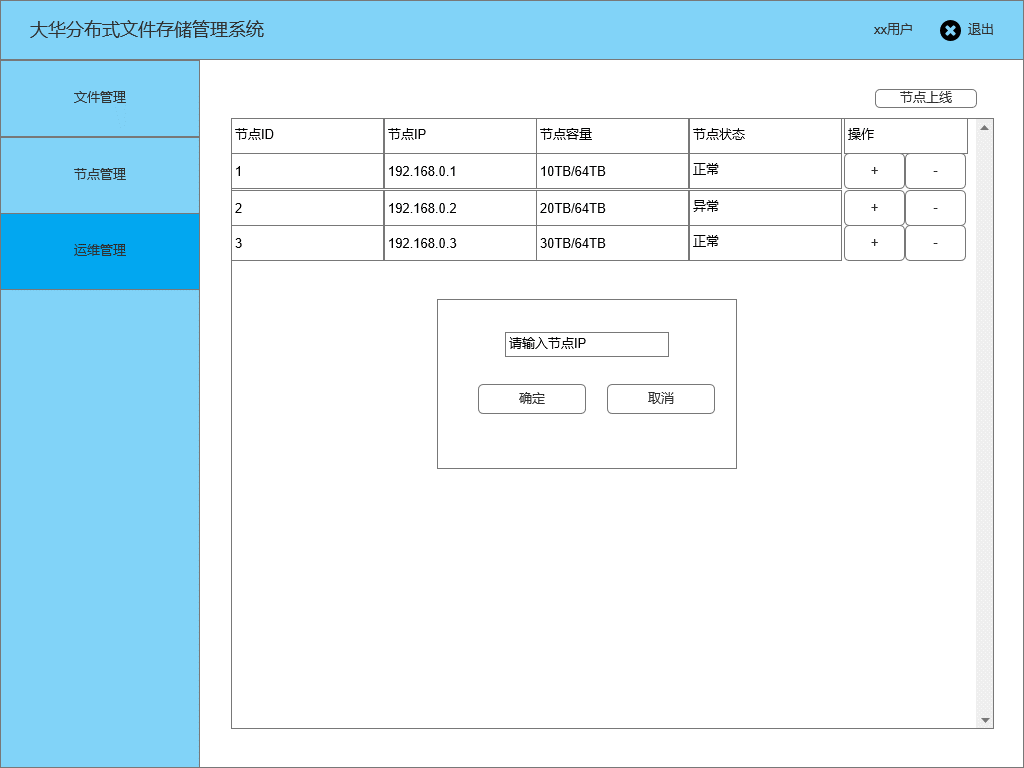 大华分布式文件存储管理系统 xx用户 退出
文件管理
节点管理
运维管理
节点上线
节点ID 节点IP 节点容量 节点状态 操作
1 192.168.0.1 10TB/64TB 正常 + -
2 192.168.0.2 20TB/64TB 异常 + -
3 192.168.0.3 30TB/64TB 正常 + -
请输入节点IP
确定 取消